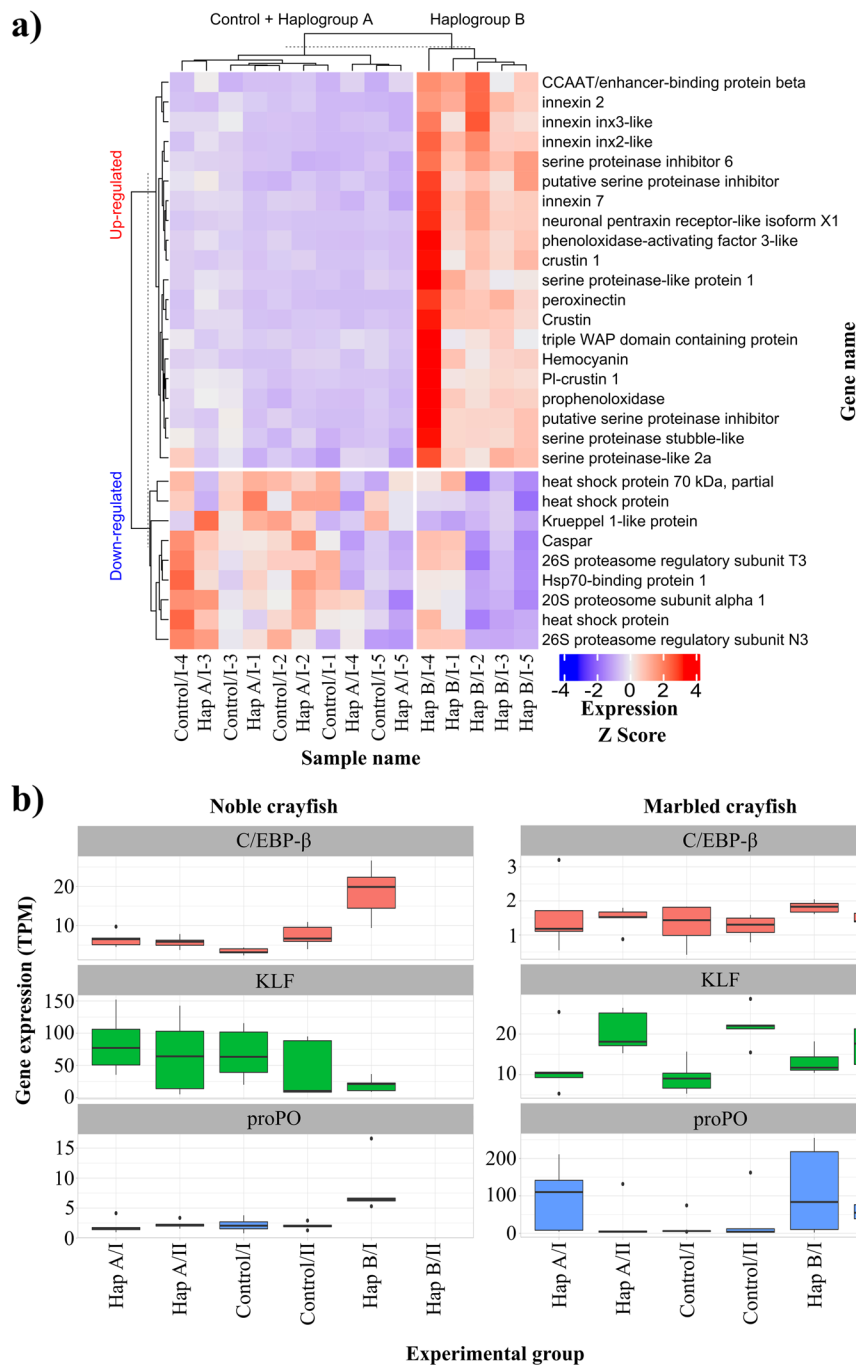 a)
Control + Haplogroup A
Haplogroup B
Up-regulated
Down-regulated
CCAAT/enhancer-binding protein beta
innexin 2
innexin inx3-like
innexin inx2-like
serine proteinase inhibitor 6
putative serine proteinase inhibitor
innexin 7
neuronal pentraxin receptor-like isoform X1
phenoloxidase-activating factor 3-like
crustin 1
serine proteinase-like protein 1
peroxinectin
Crustin
triple WAP domain containing protein
Hemocyanin
Pl-crustin 1
prophenoloxidase
putative serine proteinase inhibitor
serine proteinase stubble-like
serine proteinase-like 2a
heat shock protein 70 kDa, partial
heat shock protein
Krueppel 1-like protein
Caspar
26S proteasome regulatory subunit T3
Hsp70-binding protein 1
20S proteosome subunit alpha 1
heat shock protein
26S proteasome regulatory subunit N3
Gene name
Control/I-4
Hap A/I-3
Control/I-3
Hap A/I-1
Control/I-2
Hap A/I-2
Control/I-1
Hap A/I-4
Control/I-5
Hap A/I-5
Hap B/I-4
Hap B/I-1
Hap B/I-2
Hap B/I-3
Hap B/I-5
Sample name
-4 -2 0 2 4
Expression
Z Score
b)
Noble crayfish
C/EBP-β
20
10
KLF
150
100
50
0
proPO
15
10
5
0
Hap A/I
Hap A/II
Control/I
Control/II
Hap B/I
Hap B/II
Gene expression (TPM)
Marbled crayfish
C/EBP-β
3
2
1
KLF
20
10
proPO
200
100
0
Hap A/I
Hap A/II
Control/I
Control/II
Hap B/I
Experimental group